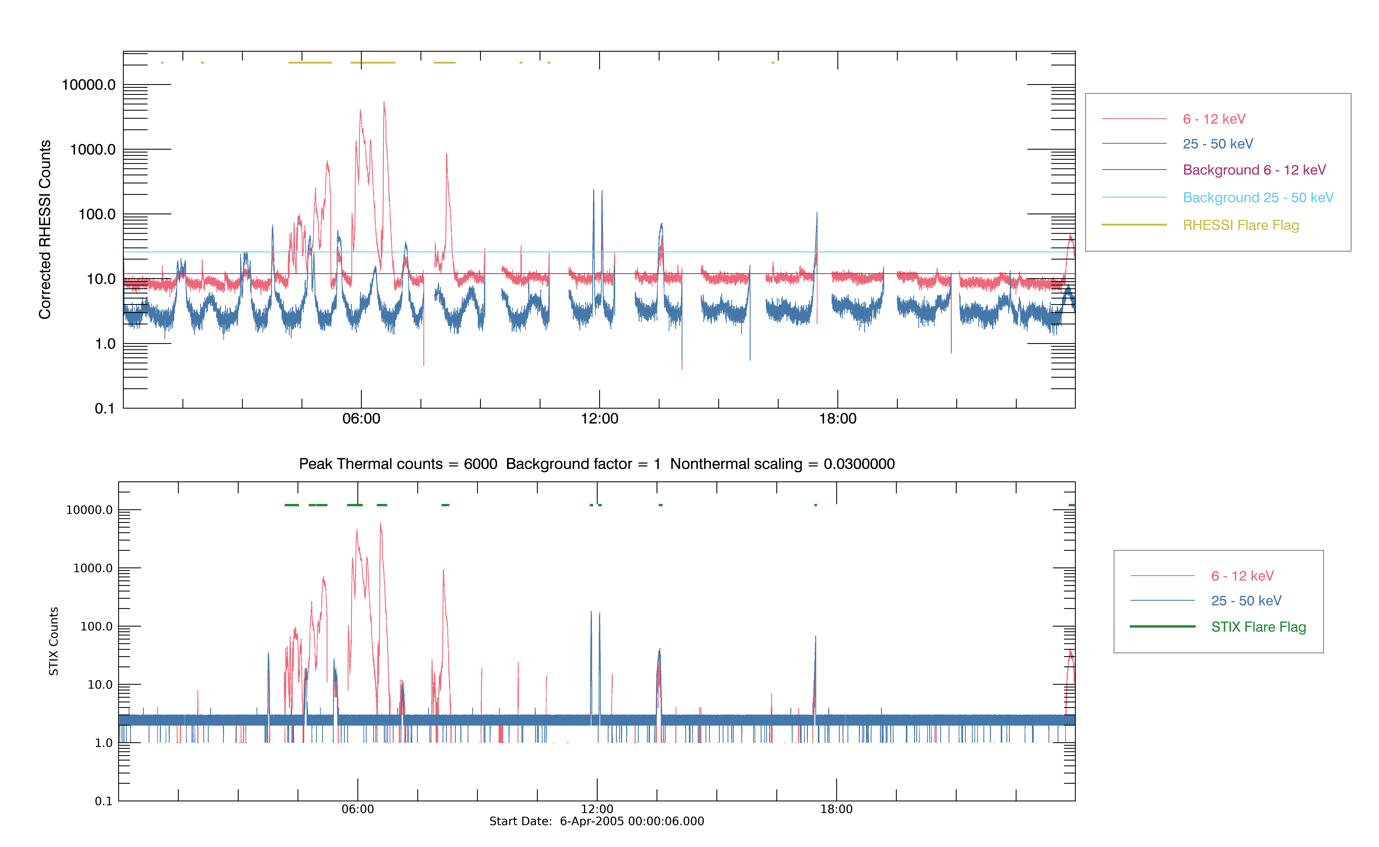 Corrected RHESSI Counts
10000.0
1000.0
100.0
10.0
1.0
0.1
06:00
12:00
18:00
6 - 12 keV
25 - 50 keV
Background 6 - 12 keV
Background 25 - 50 keV
RHESSI Flare Flag
Peak Thermal counts = 6000 Background factor = 1 Nonthermal scaling = 0.0300000
STIX Counts
10000.0
1000.0
100.0
10.0
1.0
0.1
06:00
12:00
18:00
Start Date: 6-Apr-2005 00:00:06.000
6 - 12 keV
25 - 50 keV
STIX Flare Flag